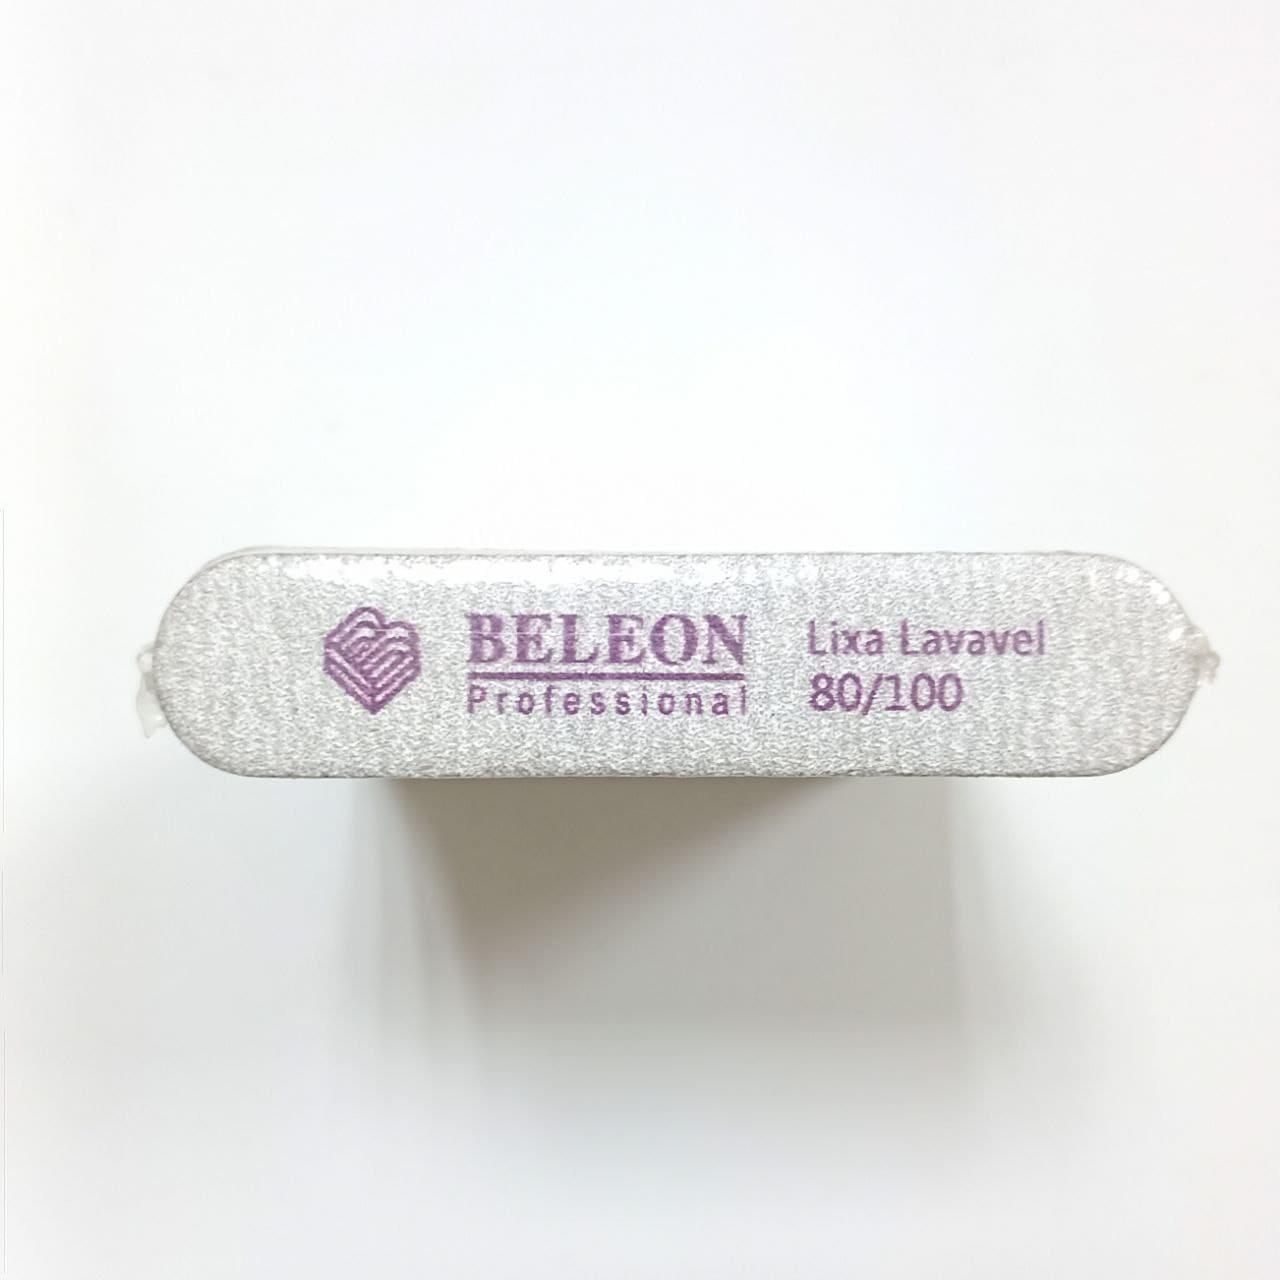 BELEON
Professional
Lixa Lavavel
80/100